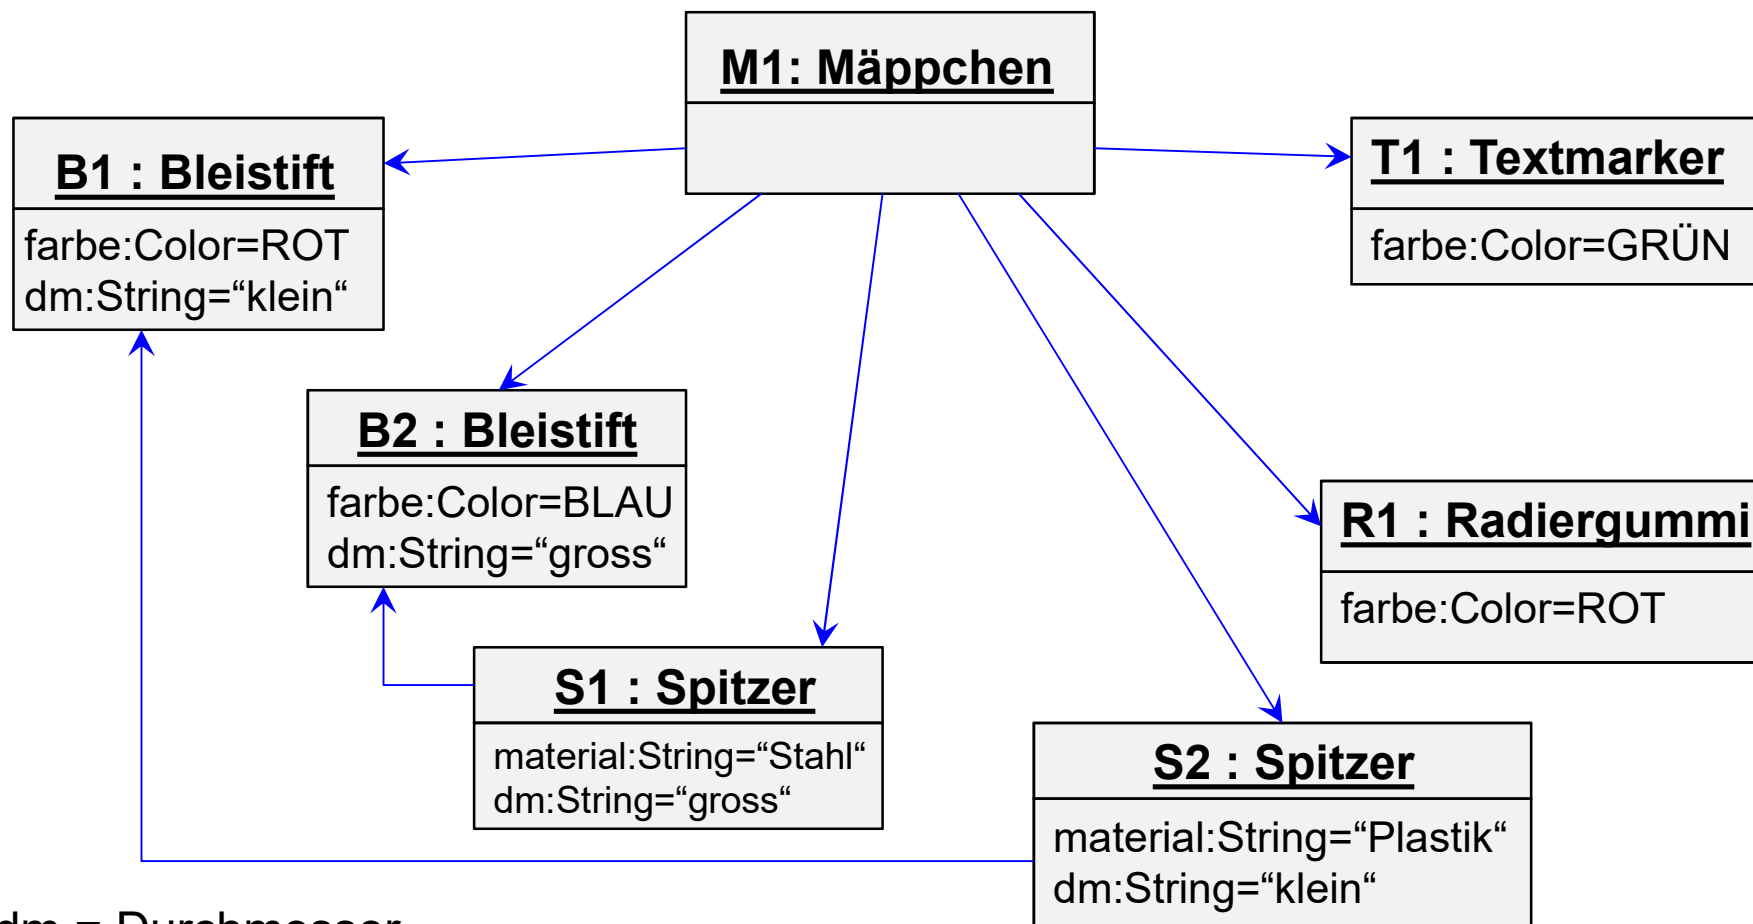 M1: Mäppchen
B1 : Bleistift
farbe:Color=ROT
dm:String=“klein“
T1 : Textmarker
farbe:Color=GRÜN
B2 : Bleistift
farbe:Color=BLAU
dm:String=“gross“
R1 : Radiergummi
farbe:Color=ROT
S1 : Spitzer
material:String=“Stahl“
dm:String=“gross“
S2 : Spitzer
material:String=“Plastik“
dm:String=“klein“
dm = Durchmesser